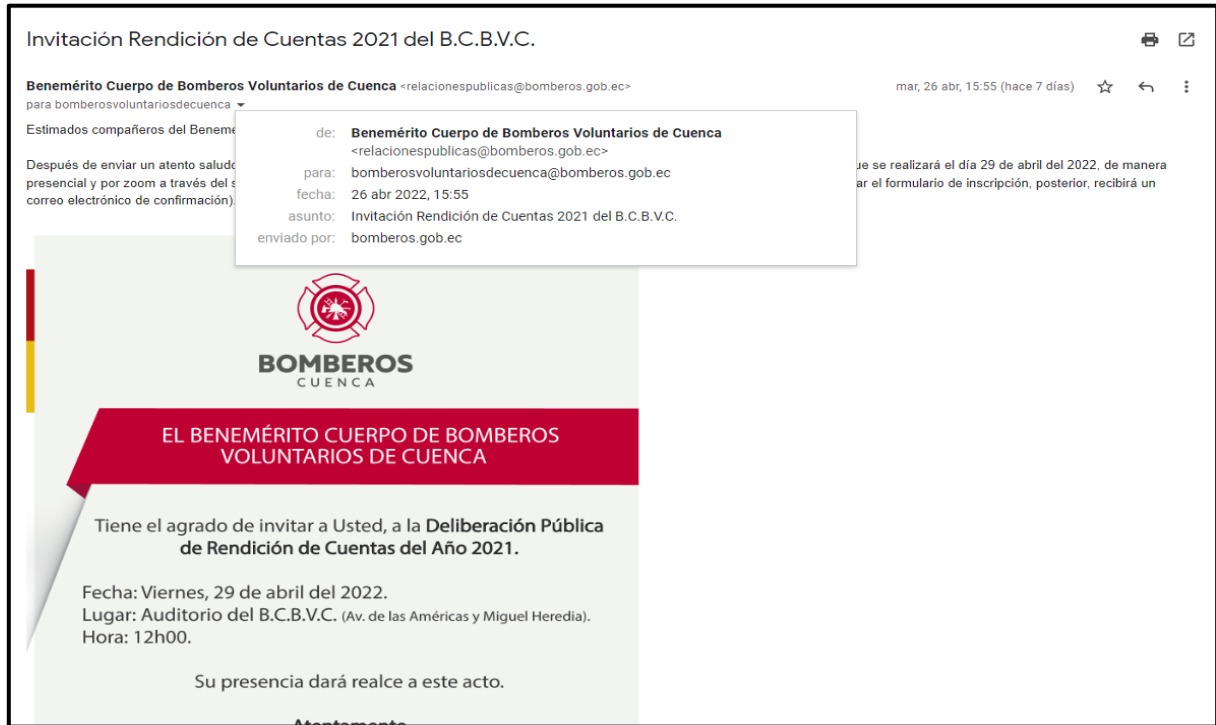 Invitación Rendición de Cuentas 2021 del B.C.B.V.C.
Benemérito Cuerpo de Bomberos Voluntarios de Cuenca <relacionespublicas@bomberos.gob.ec>
mar, 26 abr, 15:55 (hace 7 días)
para bomberosvoluntariosdecuenca
Estimados compañeros del Beneme
Después de enviar un atento saludo
se realizará el día 29 de abril del 2022, de manera
presencial y por zoom a través del
el formulario de inscripción, posterior, recibirá un
correo electrónico de confirmación).
de: Benemérito Cuerpo de Bomberos Voluntarios de Cuenca
<relacionespublicas@bomberos.gob.ec>
para: bomberosvoluntariosdecuenca@bomberos.gob.ec
fecha: 26 abr 2022, 15:55
asunto: Invitación Rendición de Cuentas 2021 del B.C.B.V.C.
enviado por: bomberos.gob.ec
BOMBEROS
CUENCA
EL BENEMÉRITO CUERPO DE BOMBEROS
VOLUNTARIOS DE CUENCA
Tiene el agrado de invitar a Usted, a la Deliberación Pública
de Rendición de Cuentas del Año 2021.
Fecha: Viernes, 29 de abril del 2022.
Lugar: Auditorio del B.C.B.V.C. (Av. de las Américas y Miguel Heredia).
Hora: 12h00.
Su presencia dará realce a este acto.
Atentamente